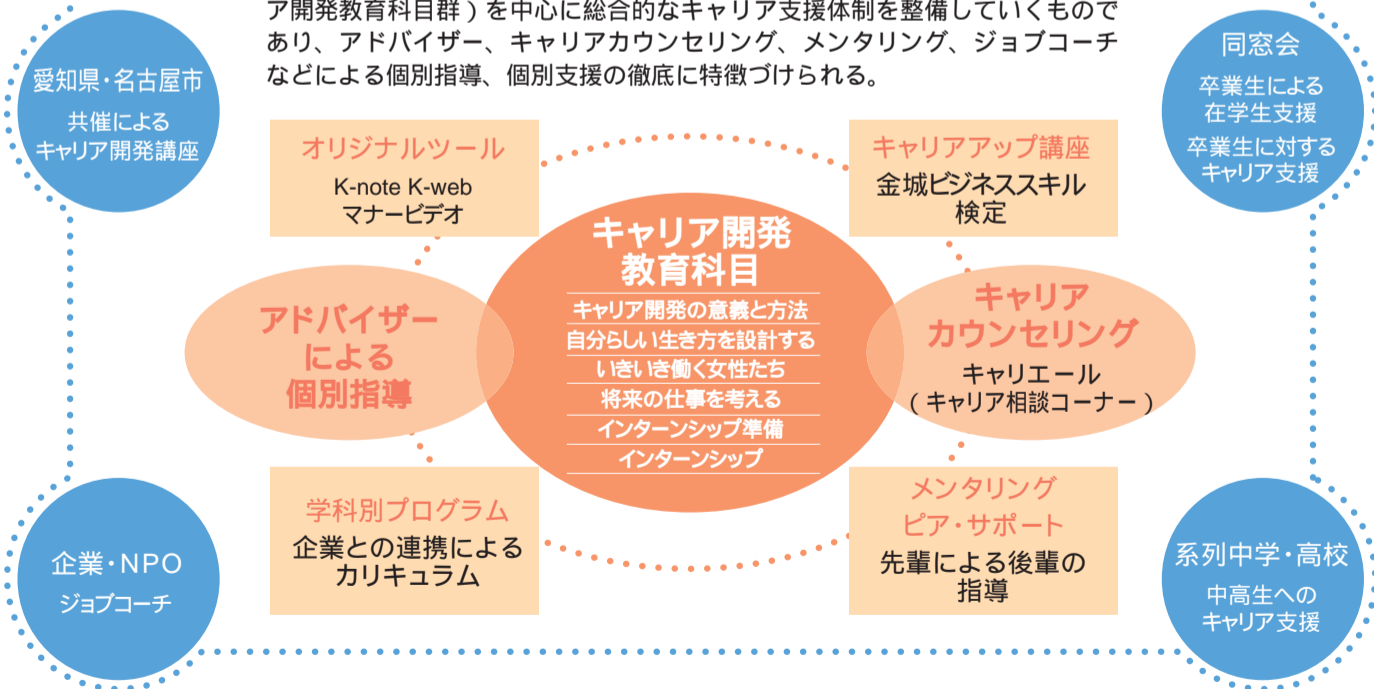 ア開発教育科目群）を中心に総合的なキャリア支援体制を整備していくもので
あり、アドバイザー、キャリアカウンセリング、メンタリング、ジョブコーチ
などによる個別指導、個別支援の徹底に特徴づけられる。
愛知県・名古屋市
共催による
キャリア開発講座
同窓会
卒業生による
在学生支援
卒業生に対する
キャリア支援
オリジナルツール
K-note K-web
マナービデオ
キャリアアップ講座
金城ビジネススキル
検定
キャリア開発
教育科目
キャリア開発の意義と方法
自分らしい生き方を設計する
いきいき働く女性たち
将来の仕事を考える
インターンシップ準備
インターンシップ
アドバイザー
による
個別指導
キャリア
カウンセリング
キャリエール
（キャリア相談コーナー）
学科別プログラム
企業との連携による
カリキュラム
メンタリング
ピア・サポート
先輩による後輩の
指導
企業・NPO
ジョブコーチ
系列中学・高校
中高生への
キャリア支援